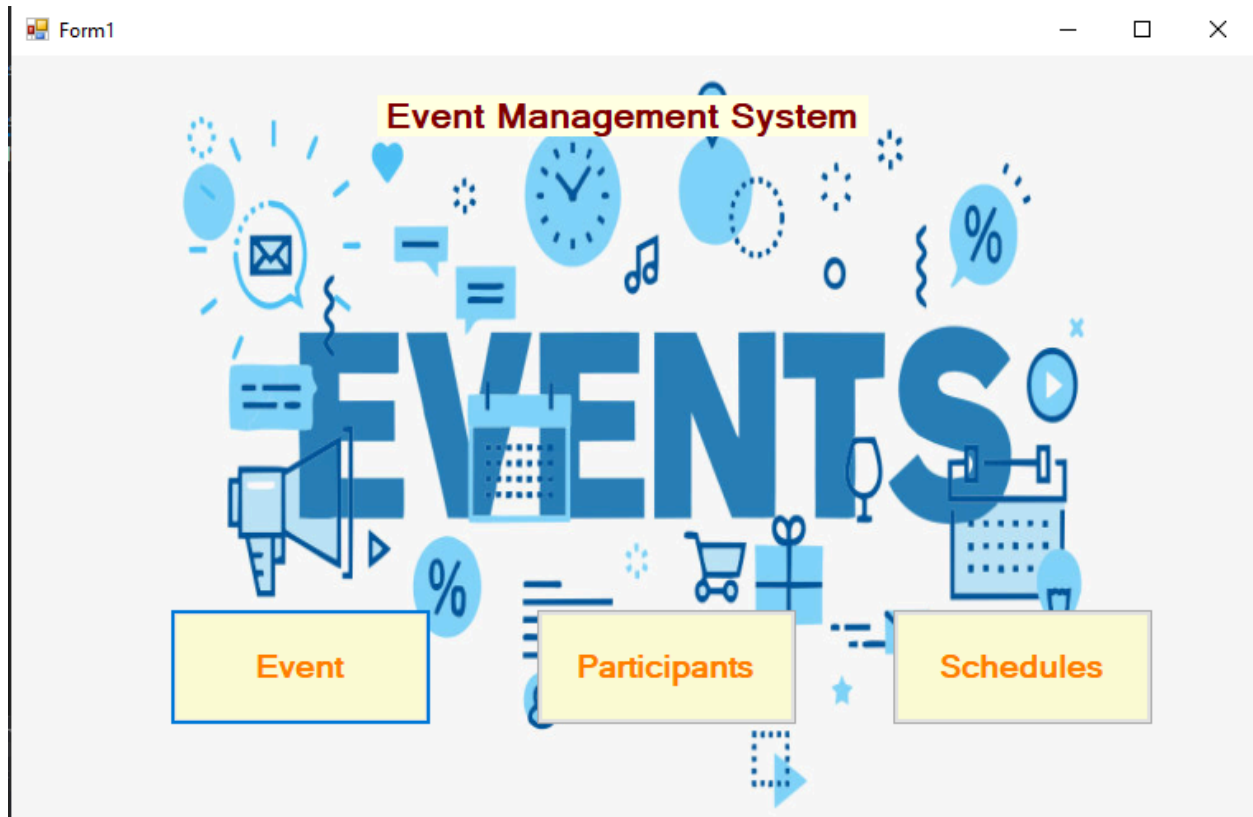 Form1
Event Management System
%
EVENTS
%
Event
Participants
Schedules